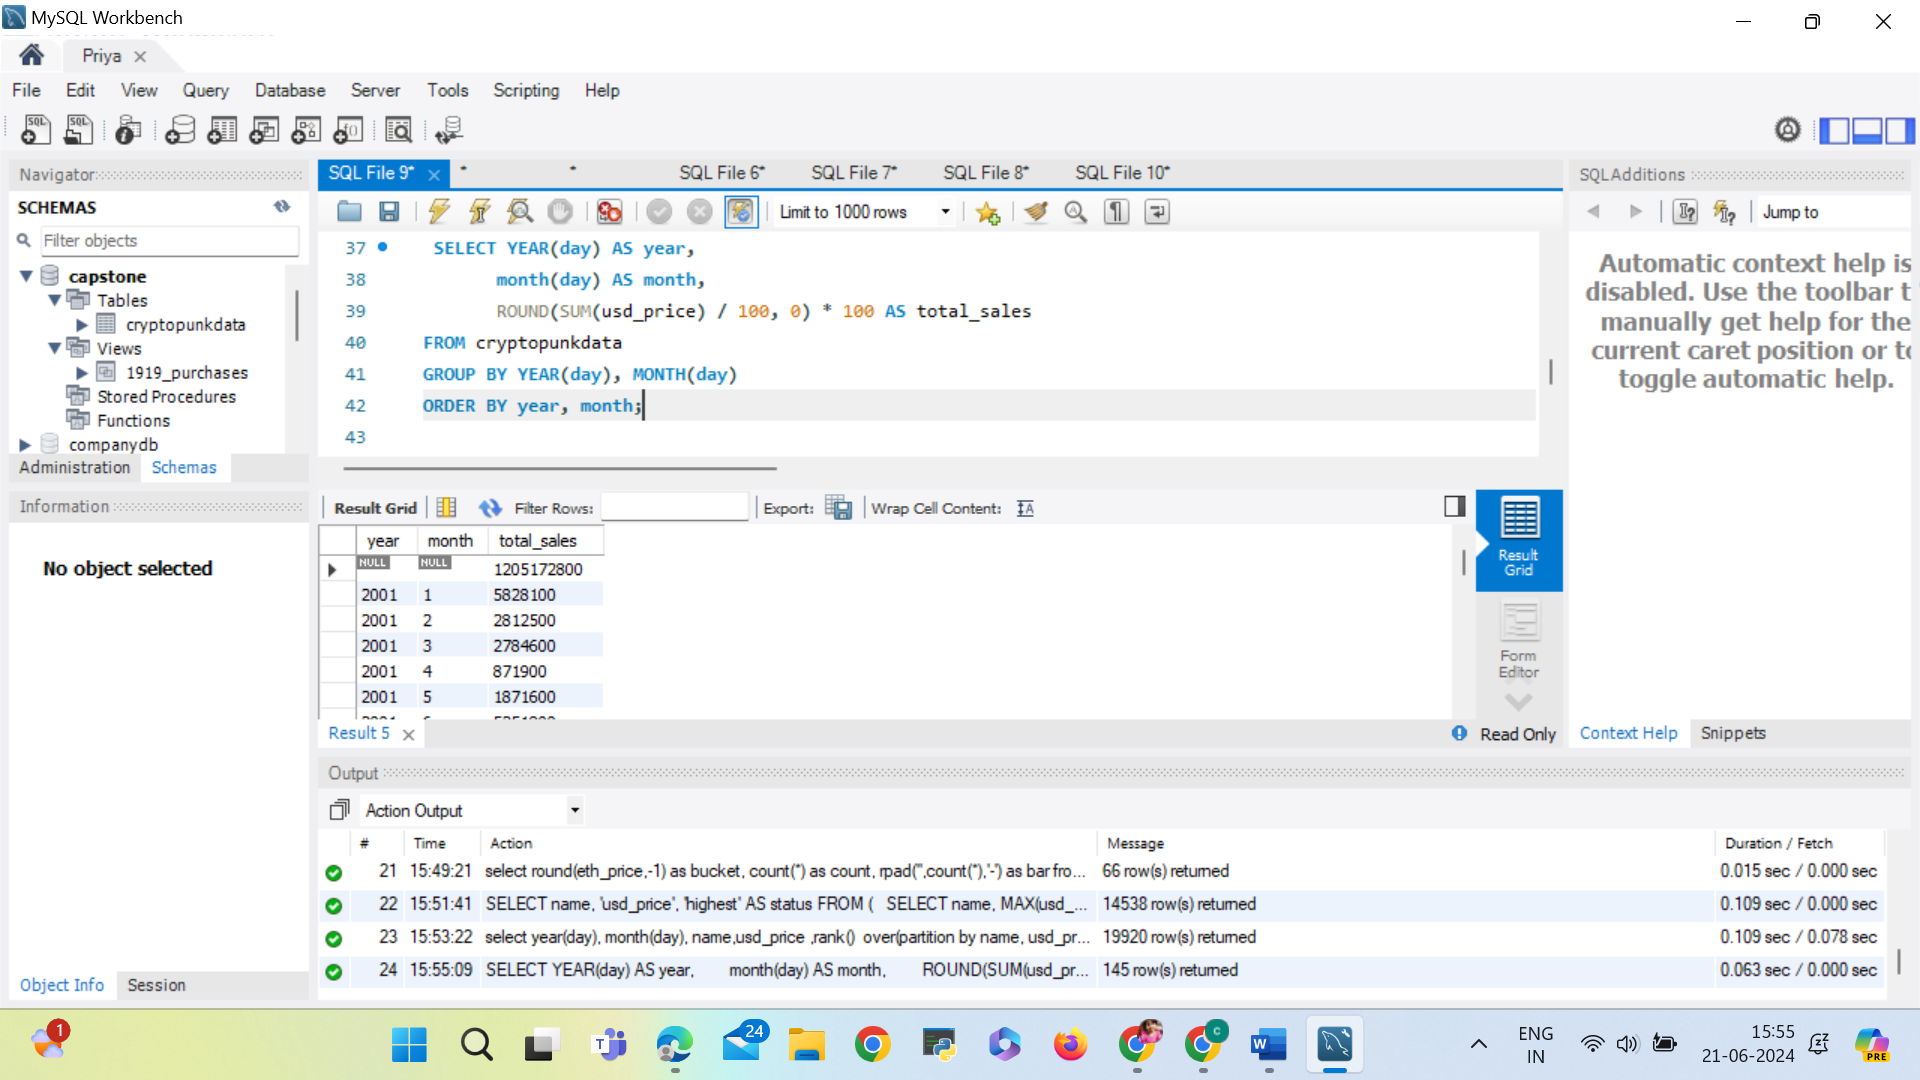 MySQL Workbench
Priya
File Edit View Query Database Server Tools Scripting Help
Navigator
SCHEMAS
Filter objects
capstone
Tables
cryptopunkdata
Views
1919_purchases
Stored Procedures
Functions
companydb
Administration Schemas
Information
No object selected
Object Info Session
SQL File 9* * * SQL File 6* SQL File 7* SQL File 8* SQL File 10*
Limit to 1000 rows
37 SELECT YEAR(day) AS year,
38 month(day) AS month,
39 ROUND(SUM(usd_price) / 100, 0) * 100 AS total_sales
40 FROM cryptopunkdata
41 GROUP BY YEAR(day), MONTH(day)
42 ORDER BY year, month;
43
Result Grid Filter Rows: Export: Wrap Cell Content:
year month total_sales
NULL NULL 1205172800
2001 1 5828100
2001 2 2812500
2001 3 2784600
2001 4 871900
2001 5 1871600
Result Grid
Form Editor
Result 5 Read Only
SQLAdditions
Jump to
Automatic context help is
disabled. Use the toolbar t
manually get help for the
current caret position or to
toggle automatic help.
Context Help Snippets
Output
Action Output
# Time Action Message Duration / Fetch
21 15:49:21 select round(eth_price,-1) as bucket, count(*) as count, rpad('',count(*),'-') as bar fro... 66 row(s) returned 0.015 sec / 0.000 sec
22 15:51:41 SELECT name, 'usd_price', 'highest' AS status FROM ( SELECT name, MAX(usd_... 14538 row(s) returned 0.109 sec / 0.000 sec
23 15:53:22 select year(day), month(day), name,usd_price ,rank() over(partition by name, usd_pr... 19920 row(s) returned 0.109 sec / 0.078 sec
24 15:55:09 SELECT YEAR(day) AS year, month(day) AS month, ROUND(SUM(usd_pr... 145 row(s) returned 0.063 sec / 0.000 sec
1
24
C
ENG
IN
15:55
21-06-2024
PRE